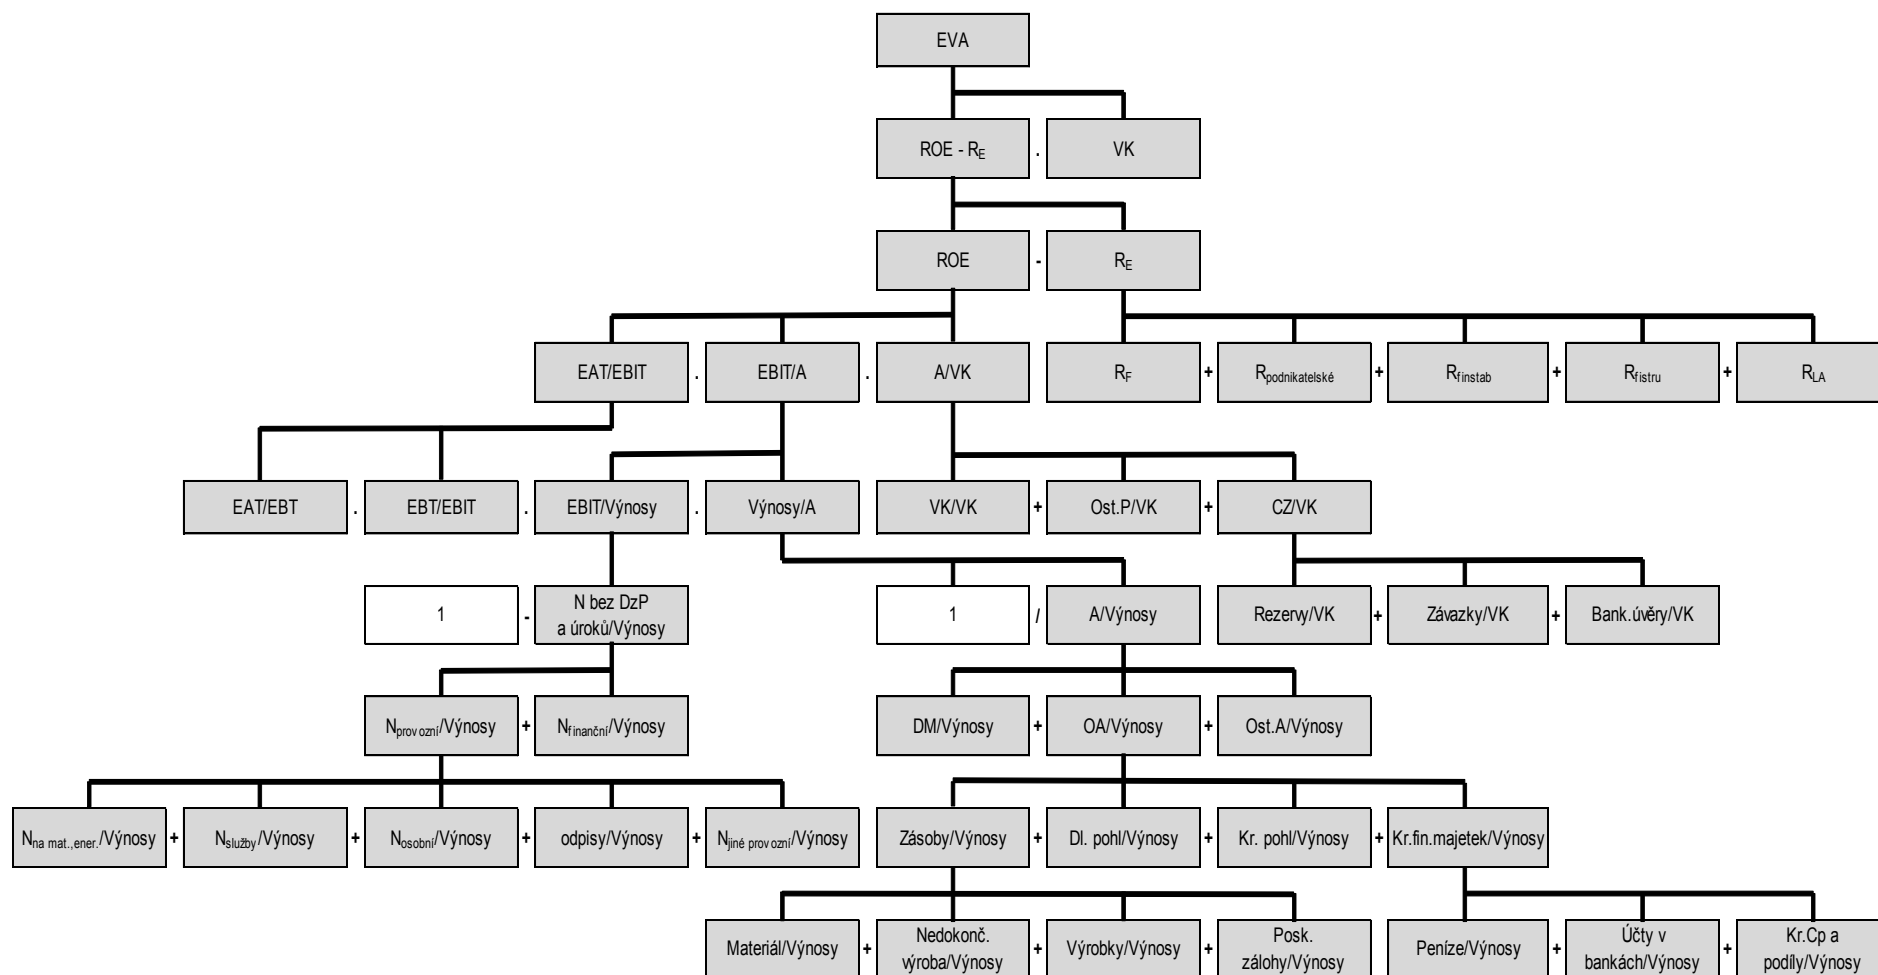 EVA
ROE - RE . VK
ROE - RE
EAT/EBIT . EBIT/A . A/VK RF + Rpodnikatelské + Rfinstab + Rfistru + RLA
EAT/EBT . EBT/EBIT . EBIT/Výnosy . Výnosy/A VK/VK + Ost.P/VK + CZ/VK
1 - N bez DzP
a úroků/Výnosy
1 / A/Výnosy Rezervy/VK + Závazky/VK + Bank.úvěry/VK
Nprovozní/Výnosy + Nfinanční/Výnosy DM/Výnosy + OA/Výnosy + Ost.A/Výnosy
Nna mat.,ener./Výnosy + Nslužby/Výnosy + Nosobní/Výnosy + odpisy/Výnosy + Njiné provozní/Výnosy Zásoby/Výnosy + Dl. pohl/Výnosy + Kr. pohl/Výnosy + Kr.fin.majetek/Výnosy
Materiál/Výnosy +
Nedokonč.
výroba/Výnosy
+ Výrobky/Výnosy +
Posk.
zálohy/Výnosy
Peníze/Výnosy +
Účty v
bankách/Výnosy
+
Kr.Cp a
podíly/Výnosy